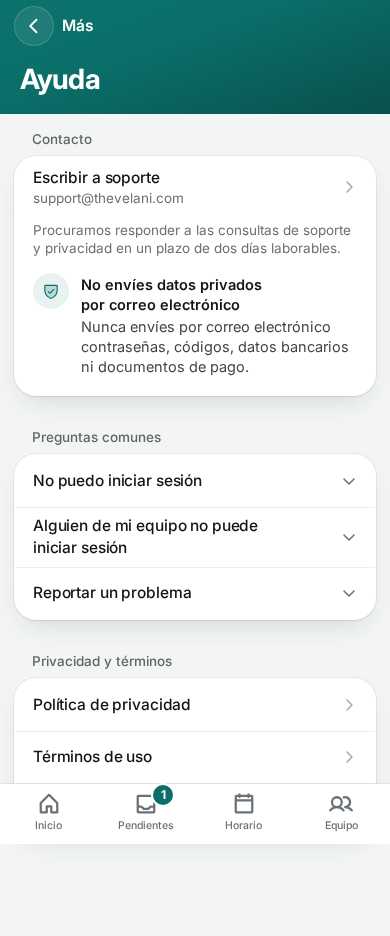 Más
Ayuda
Contacto
Escribir a soporte
support@thevelani.com
Procuramos responder a las consultas de soporte
y privacidad en un plazo de dos días laborables.
No envíes datos privados
por correo electrónico
Nunca envíes por correo electrónico
contraseñas, códigos, datos bancarios
ni documentos de pago.
Preguntas comunes
No puedo iniciar sesión
Alguien de mi equipo no puede
iniciar sesión
Reportar un problema
Privacidad y términos
Política de privacidad
Términos de uso
1
Inicio
Pendientes
Horario
Equipo